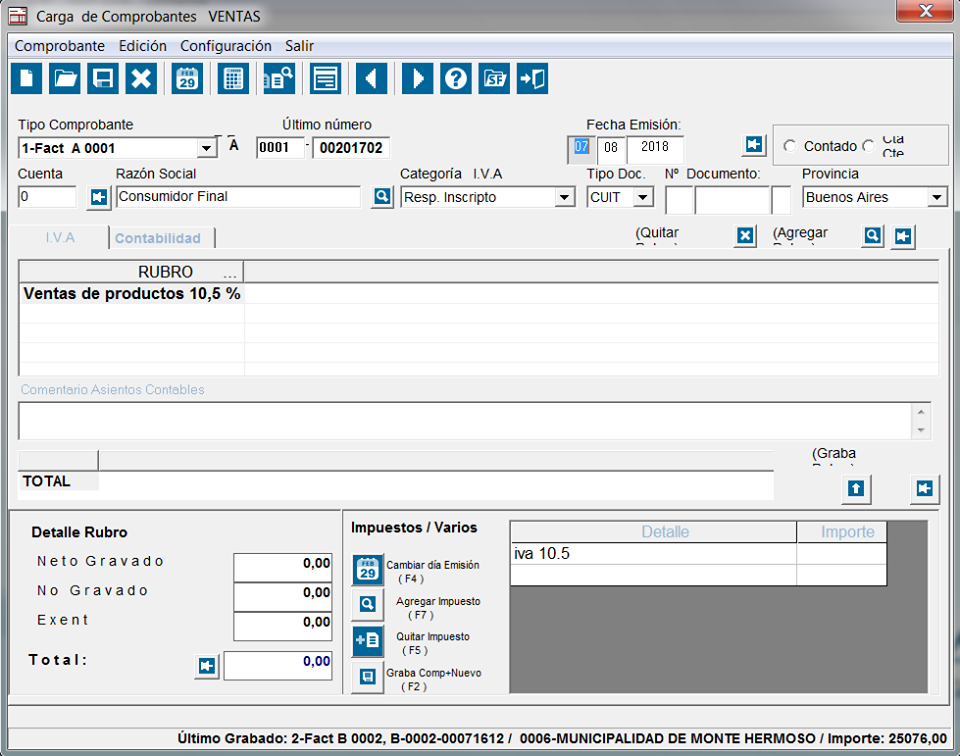 Carga de Comprobantes VENTAS
Comprobante Edición Configuración Salir
FEB 29
Tipo Comprobante Último número Fecha Emisión:
1-Fact A 0001 A 0001 - 00201702 07 08 2018 Contado Cta Cte
Cuenta Razón Social Categoría I.V.A Tipo Doc. Nº Documento: Provincia
0 Consumidor Final Resp. Inscripto CUIT Buenos Aires
I.V.A Contabilidad (Quitar (Agregar
RUBRO ...
Ventas de productos 10,5 %
Comentario Asientos Contables
(Graba
TOTAL
Detalle Rubro Impuestos / Varios Detalle Importe
iva 10.5
Neto Gravado 0,00 FEB 29 Cambiar día Emisión
( F4 )
No Gravado 0,00 Agregar Impuesto
( F7 )
Exent 0,00 Quitar Impuesto
( F5 )
Total: 0,00 Graba Comp+Nuevo
( F2 )
Último Grabado: 2-Fact B 0002, B-0002-00071612 / 0006-MUNICIPALIDAD DE MONTE HERMOSO / Importe: 25076,00